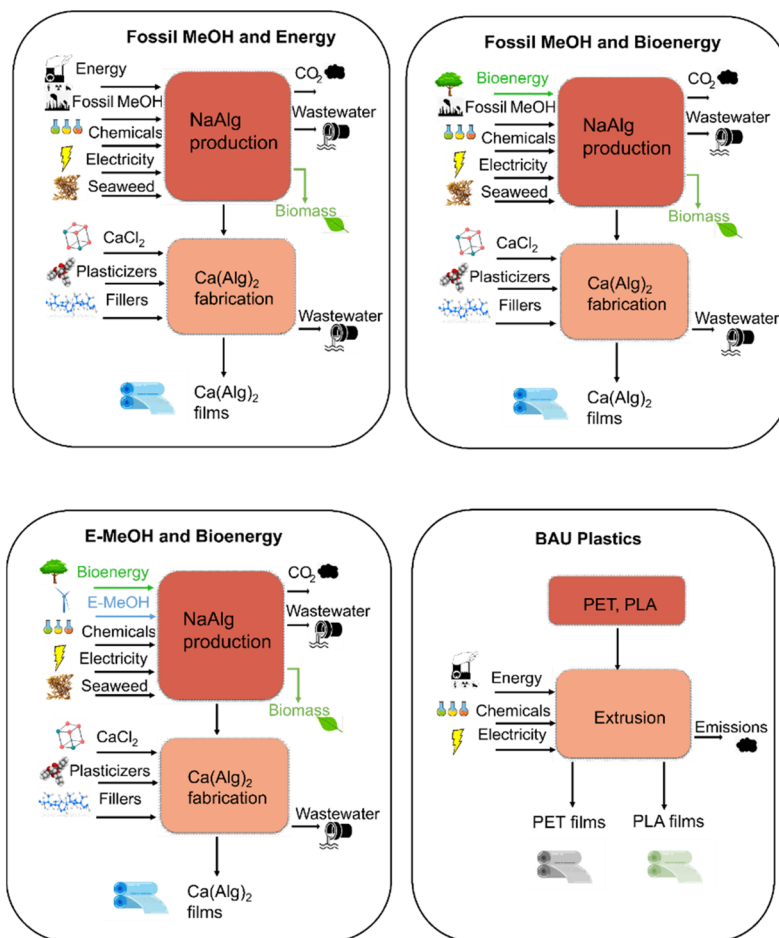 Fossil MeOH and Energy
Energy
Fossil MeOH
Chemicals
Electricity
Seaweed
NaAlg
production
CO₂
Wastewater
Biomass
CaCl₂
Plasticizers
Fillers
Ca(Alg)₂
fabrication
Wastewater
Ca(Alg)₂
films
Fossil MeOH and Bioenergy
Bioenergy
Fossil MeOH
Chemicals
Electricity
Seaweed
NaAlg
production
CO₂
Wastewater
Biomass
CaCl₂
Plasticizers
Fillers
Ca(Alg)₂
fabrication
Wastewater
Ca(Alg)₂
films
E-MeOH and Bioenergy
Bioenergy
E-MeOH
Chemicals
Electricity
Seaweed
NaAlg
production
CO₂
Wastewater
Biomass
CaCl₂
Plasticizers
Fillers
Ca(Alg)₂
fabrication
Wastewater
Ca(Alg)₂
films
BAU Plastics
PET, PLA
Energy
Chemicals
Electricity
Extrusion
Emissions
PET films
PLA films